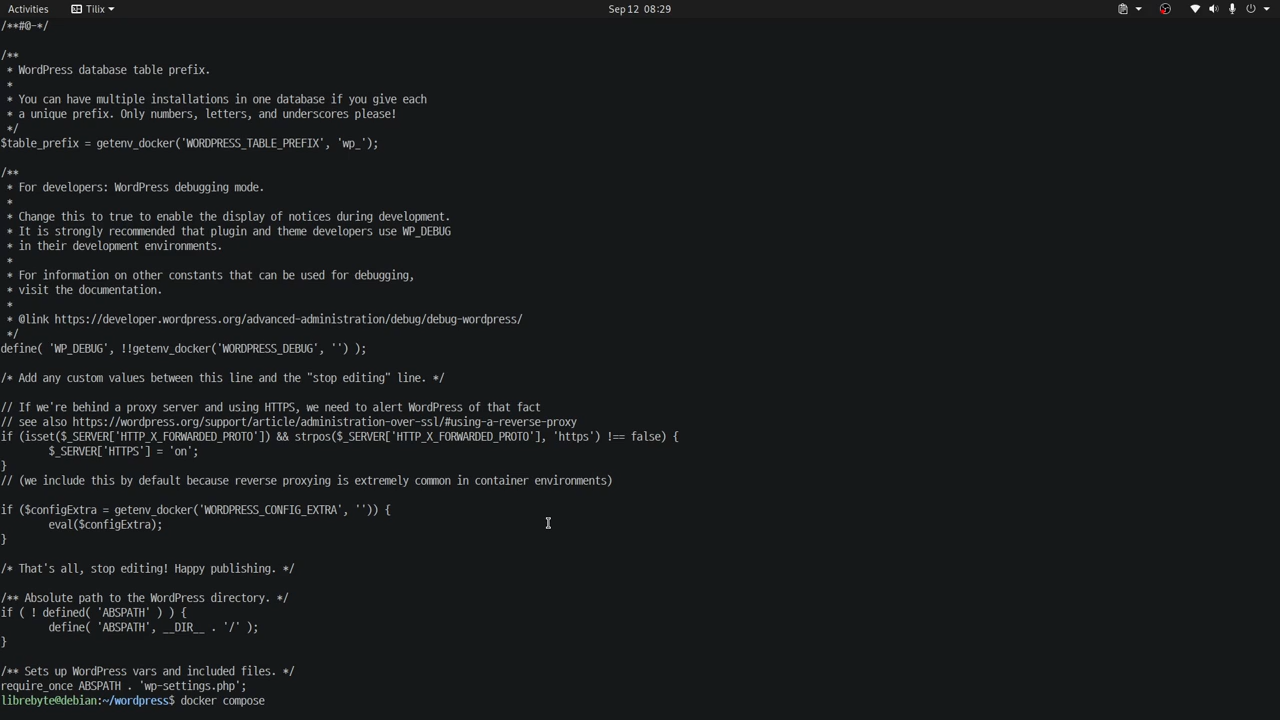 Activities
Tilix
Sep 12 08:29
/**#@-*/
/**
 * WordPress database table prefix.
 *
 * You can have multiple installations in one database if you give each
 * a unique prefix. Only numbers, letters, and underscores please!
 */
$table_prefix = getenv_docker('WORDPRESS_TABLE_PREFIX', 'wp_');
/**
 * For developers: WordPress debugging mode.
 *
 * Change this to true to enable the display of notices during development.
 * It is strongly recommended that plugin and theme developers use WP_DEBUG
 * in their development environments.
 *
 * For information on other constants that can be used for debugging,
 * visit the documentation.
 *
 * @link https://developer.wordpress.org/advanced-administration/debug/debug-wordpress/
 */
define( 'WP_DEBUG', !!getenv_docker('WORDPRESS_DEBUG', '') );
/* Add any custom values between this line and the "stop editing" line. */
// If we're behind a proxy server and using HTTPS, we need to alert WordPress of that fact
// see also https://wordpress.org/support/article/administration-over-ssl/#using-a-reverse-proxy
if (isset($_SERVER['HTTP_X_FORWARDED_PROTO']) && strpos($_SERVER['HTTP_X_FORWARDED_PROTO'], 'https') !== false) {
        $_SERVER['HTTPS'] = 'on';
}
// (we include this by default because reverse proxying is extremely common in container environments)
if ($configExtra = getenv_docker('WORDPRESS_CONFIG_EXTRA', '')) {
        eval($configExtra);
}
/* That's all, stop editing! Happy publishing. */
/** Absolute path to the WordPress directory. */
if ( ! defined( 'ABSPATH' ) ) {
        define( 'ABSPATH', __DIR__ . '/' );
}
/** Sets up WordPress vars and included files. */
require_once ABSPATH . 'wp-settings.php';
librebyte@debian:~/wordpress$ docker compose